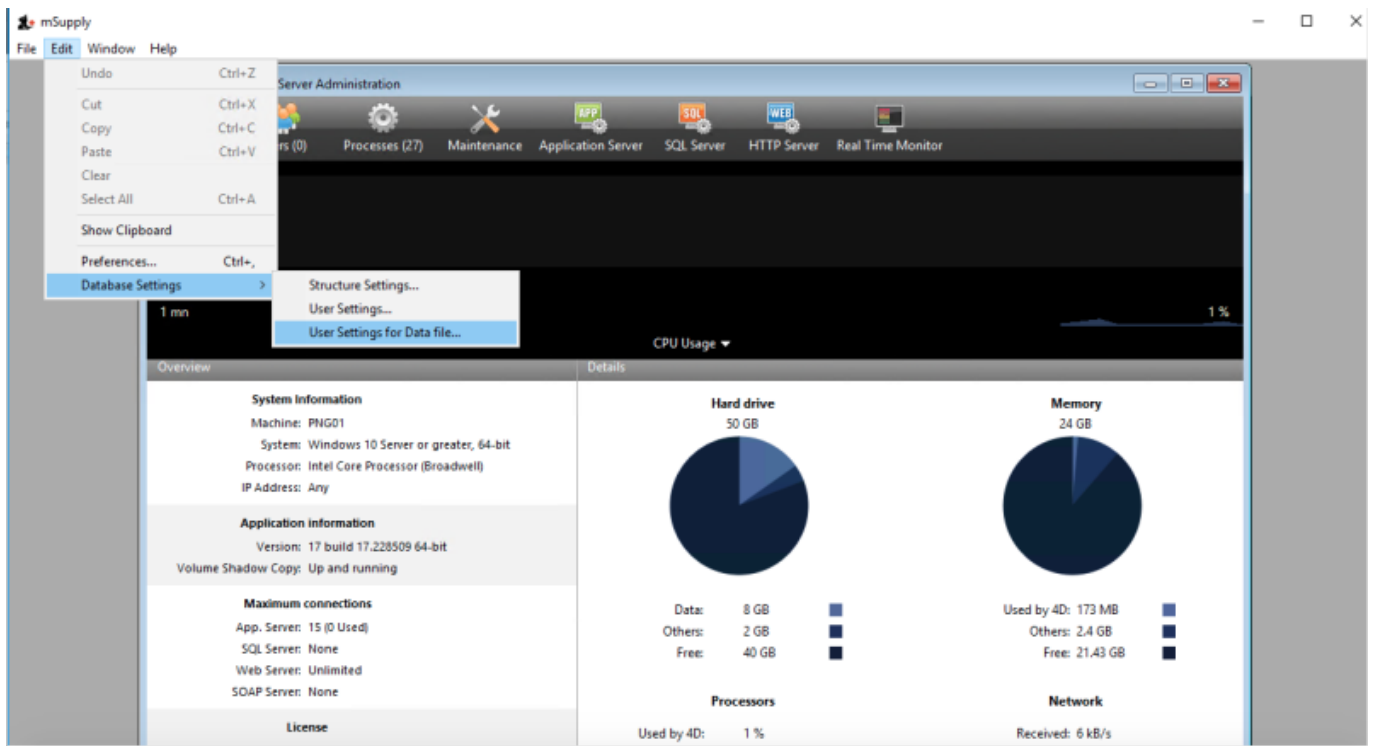 mSupply
File Edit Window Help
Undo Ctrl+Z
Cut Ctrl+X
Copy Ctrl+C
Paste Ctrl+V
Clear
Select All Ctrl+A
Show Clipboard
Preferences... Ctrl+,
Database Settings >
Structure Settings...
User Settings...
User Settings for Data file...
Server Administration
rs (0) Processes (27) Maintenance Application Server SQL Server HTTP Server Real Time Monitor
APP SQL WEB
1 mn 1 %
CPU Usage
Overview Details
System Information
Machine: PNG01
System: Windows 10 Server or greater, 64-bit
Processor: Intel Core Processor (Broadwell)
IP Address: Any
Application information
Version: 17 build 17.228509 64-bit
Volume Shadow Copy: Up and running
Maximum connections
App. Server: 15 (0 Used)
SQL Server: None
Web Server: Unlimited
SOAP Server: None
License
Hard drive
50 GB
Data: 8 GB
Others: 2 GB
Free: 40 GB
Processors
Used by 4D: 1 %
Memory
24 GB
Used by 4D: 173 MB
Others: 2.4 GB
Free: 21.43 GB
Network
Received: 6 kB/s